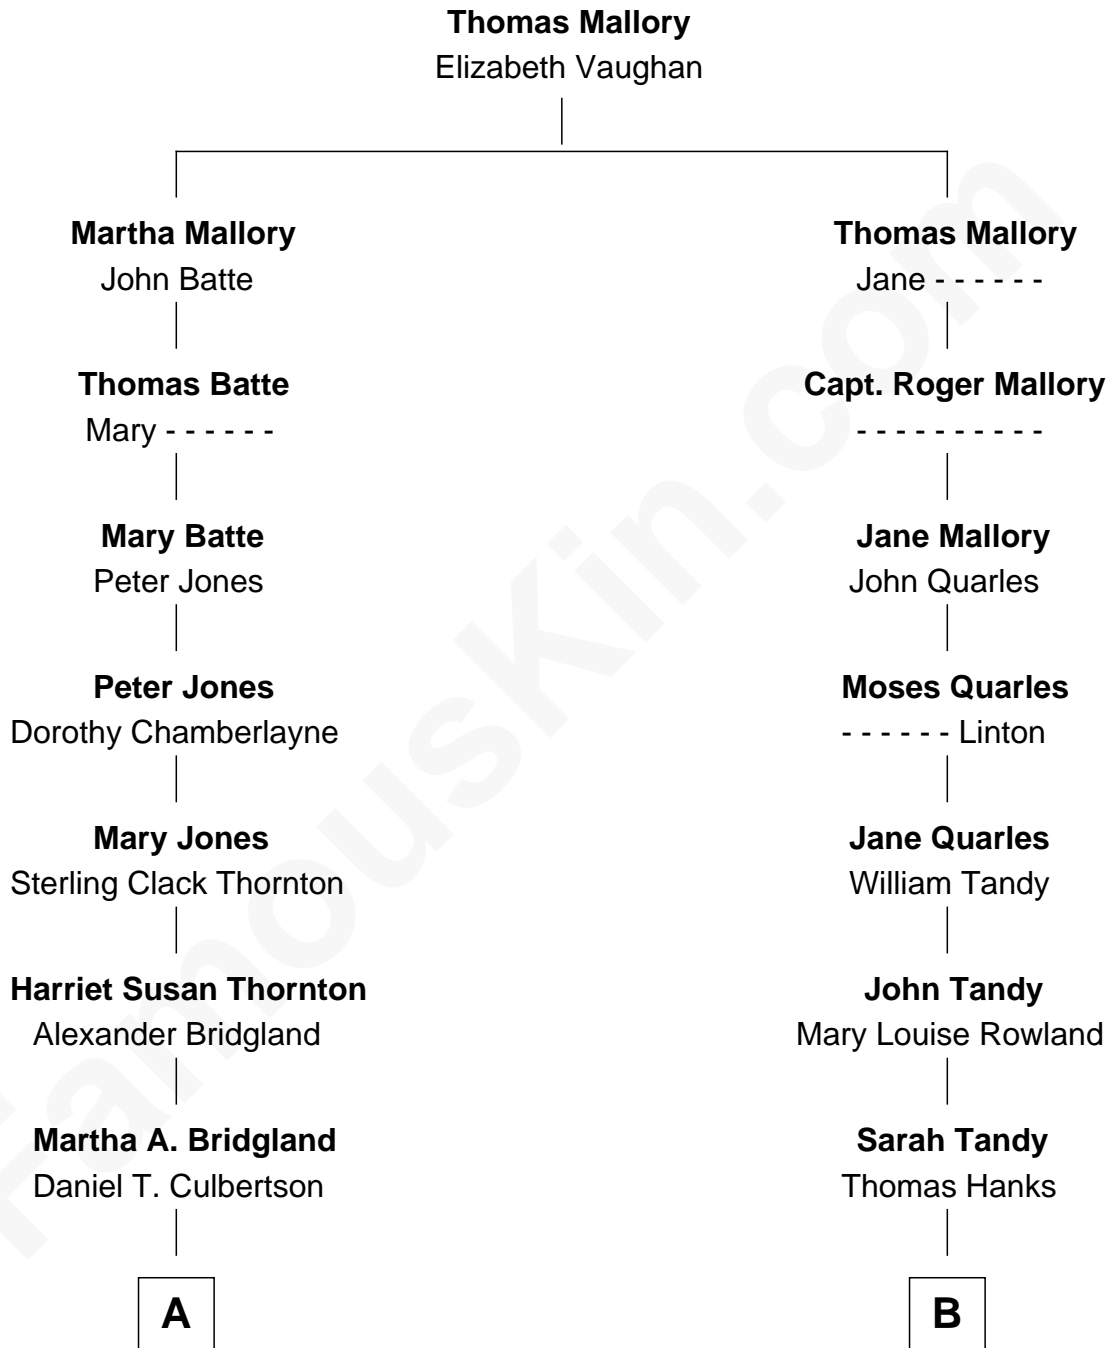 Thomas Mallory
Elizabeth Vaughan
Martha Mallory
John Batte
Thomas Mallory
Jane - - - - - -
Thomas Batte
Mary - - - - - -
Capt. Roger Mallory
- - - - - - - - - -
Mary Batte
Peter Jones
Jane Mallory
John Quarles
Peter Jones
Dorothy Chamberlayne
Moses Quarles
- - - - - - Linton
Mary Jones
Sterling Clack Thornton
Jane Quarles
William Tandy
Harriet Susan Thornton
Alexander Bridgland
John Tandy
Mary Louise Rowland
Martha A. Bridgland
Daniel T. Culbertson
Sarah Tandy
Thomas Hanks
A
B
FamousKin.com